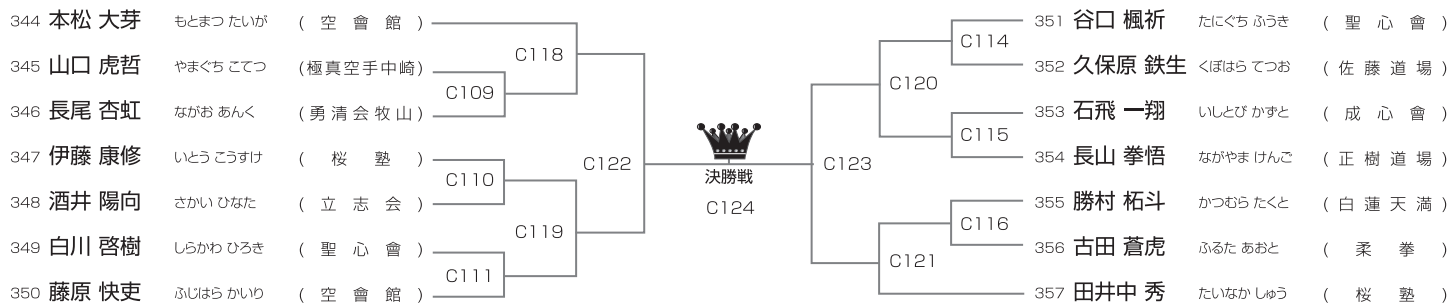 344 本松 大芽 もとまつ たいが (空會館)
345 山口 虎哲 やまぐち こてつ (極真空手中崎)
346 長尾 杏虹 ながお あんく (勇清会牧山)
347 伊藤 康修 いとう こうすけ (桜塾)
348 酒井 陽向 さかい ひなた (立志会)
349 白川 啓樹 しらかわ ひろき (聖心會)
350 藤原 快吏 ふじはら かいり (空會館)
C118
C109
C110
C119
C111
C122
決勝戦
C124
C123
C120
C114
C115
C116
C121
351 谷口 楓祈 たにぐち ふうき (聖心會)
352 久保原 鉄生 くぼはら てつお (佐藤道場)
353 石飛 一翔 いしとび かずと (成心會)
354 長山 拳悟 ながやま けんご (正樹道場)
355 勝村 柘斗 かつむら たくと (白蓮天満)
356 古田 蒼虎 ふるた あおと (柔拳)
357 田井中 秀 たいなか しゅう (桜塾)